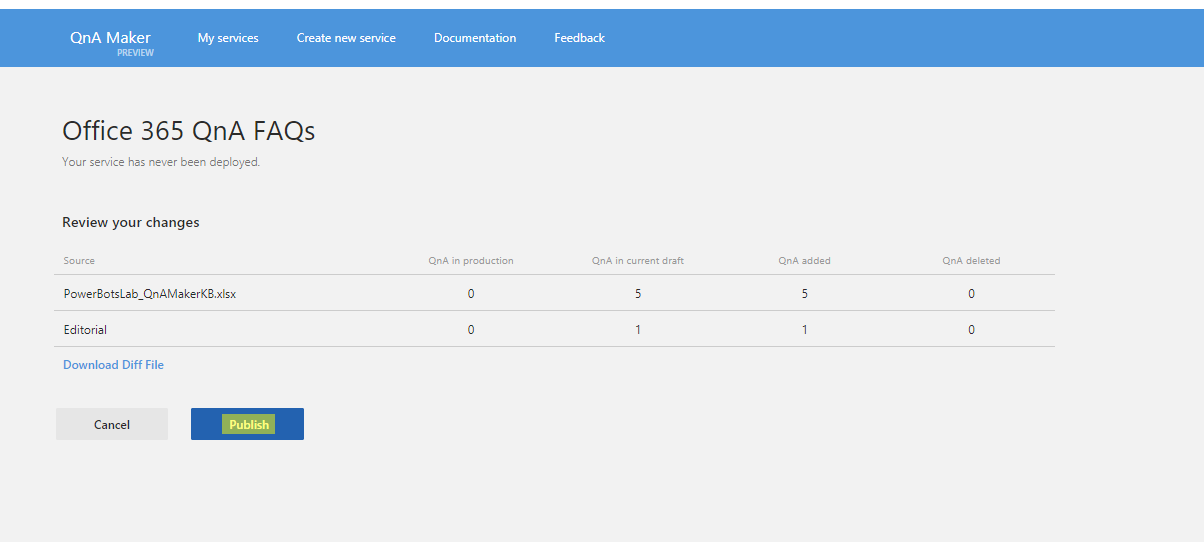 QnA Maker My services Create new service Documentation Feedback
PREVIEW
Office 365 QnA FAQs
Your service has never been deployed.
Review your changes
Source QnA in production QnA in current draft QnA added QnA deleted
PowerBotsLab_QnAMakerKB.xlsx 0 5 5 0
Editorial 0 1 1 0
Download Diff File
Cancel Publish